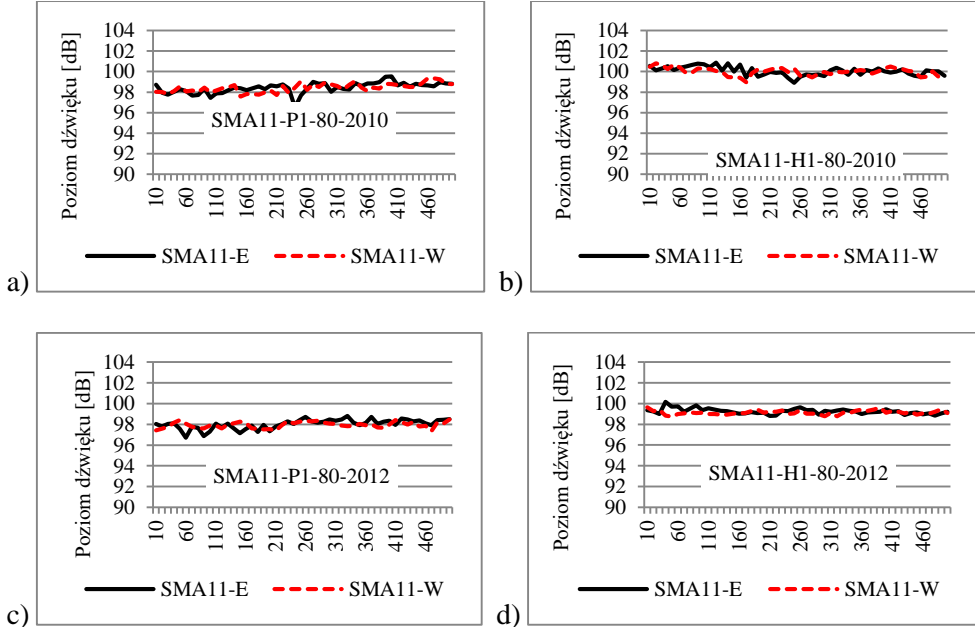 104
102
100
98
96
94
92
90
Poziom dźwięku [dB]
SMA11-P1-80-2010
10 60 110 160 210 260 310 360 410 460
SMA11-E SMA11-W
a)
104
102
100
98
96
94
92
90
Poziom dźwięku [dB]
SMA11-H1-80-2010
10 60 110 160 210 260 310 360 410 460
SMA11-E SMA11-W
b)
104
102
100
98
96
94
92
90
Poziom dźwięku [dB]
SMA11-P1-80-2012
10 60 110 160 210 260 310 360 410 460
SMA11-E SMA11-W
c)
104
102
100
98
96
94
92
90
Poziom dźwięku [dB]
SMA11-H1-80-2012
10 60 110 160 210 260 310 360 410 460
SMA11-E SMA11-W
d)